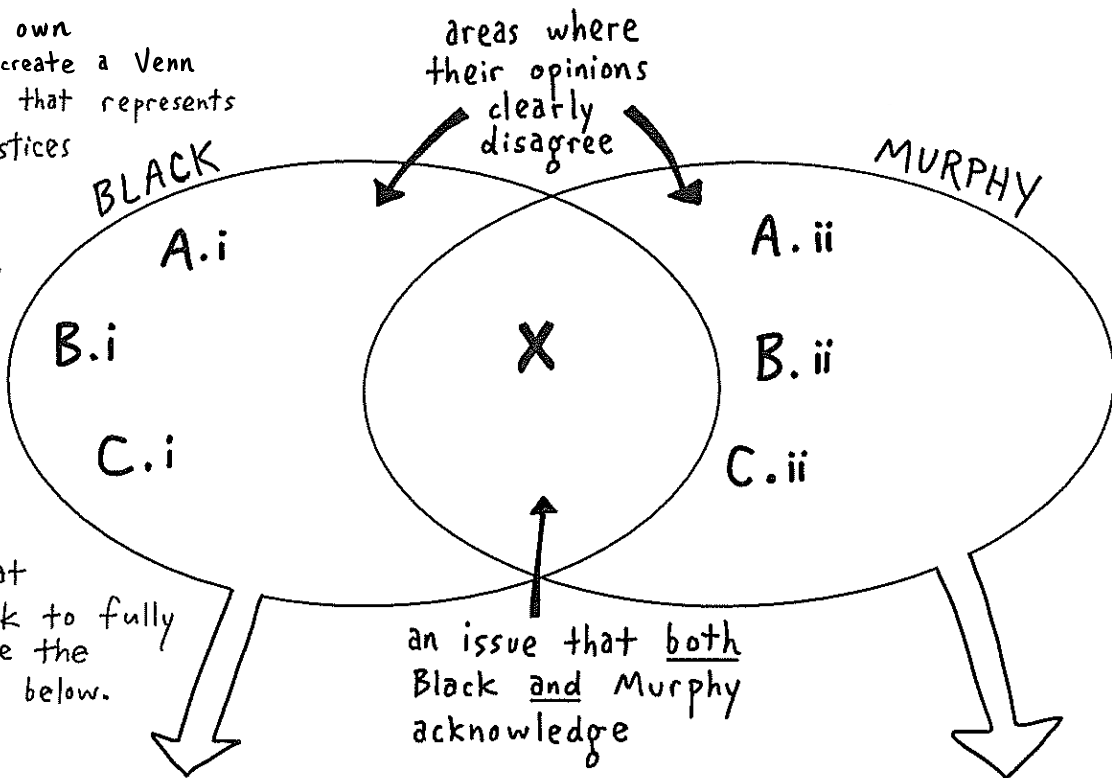 own
create a Venn
that represents
stices
areas where
their opinions
clearly
disagree
BLACK
MURPHY
A.i
A.ii
B.i
X
B.ii
C.i
C.ii
at
k to fully
e the
below.
an issue that both
Black and Murphy
acknowledge